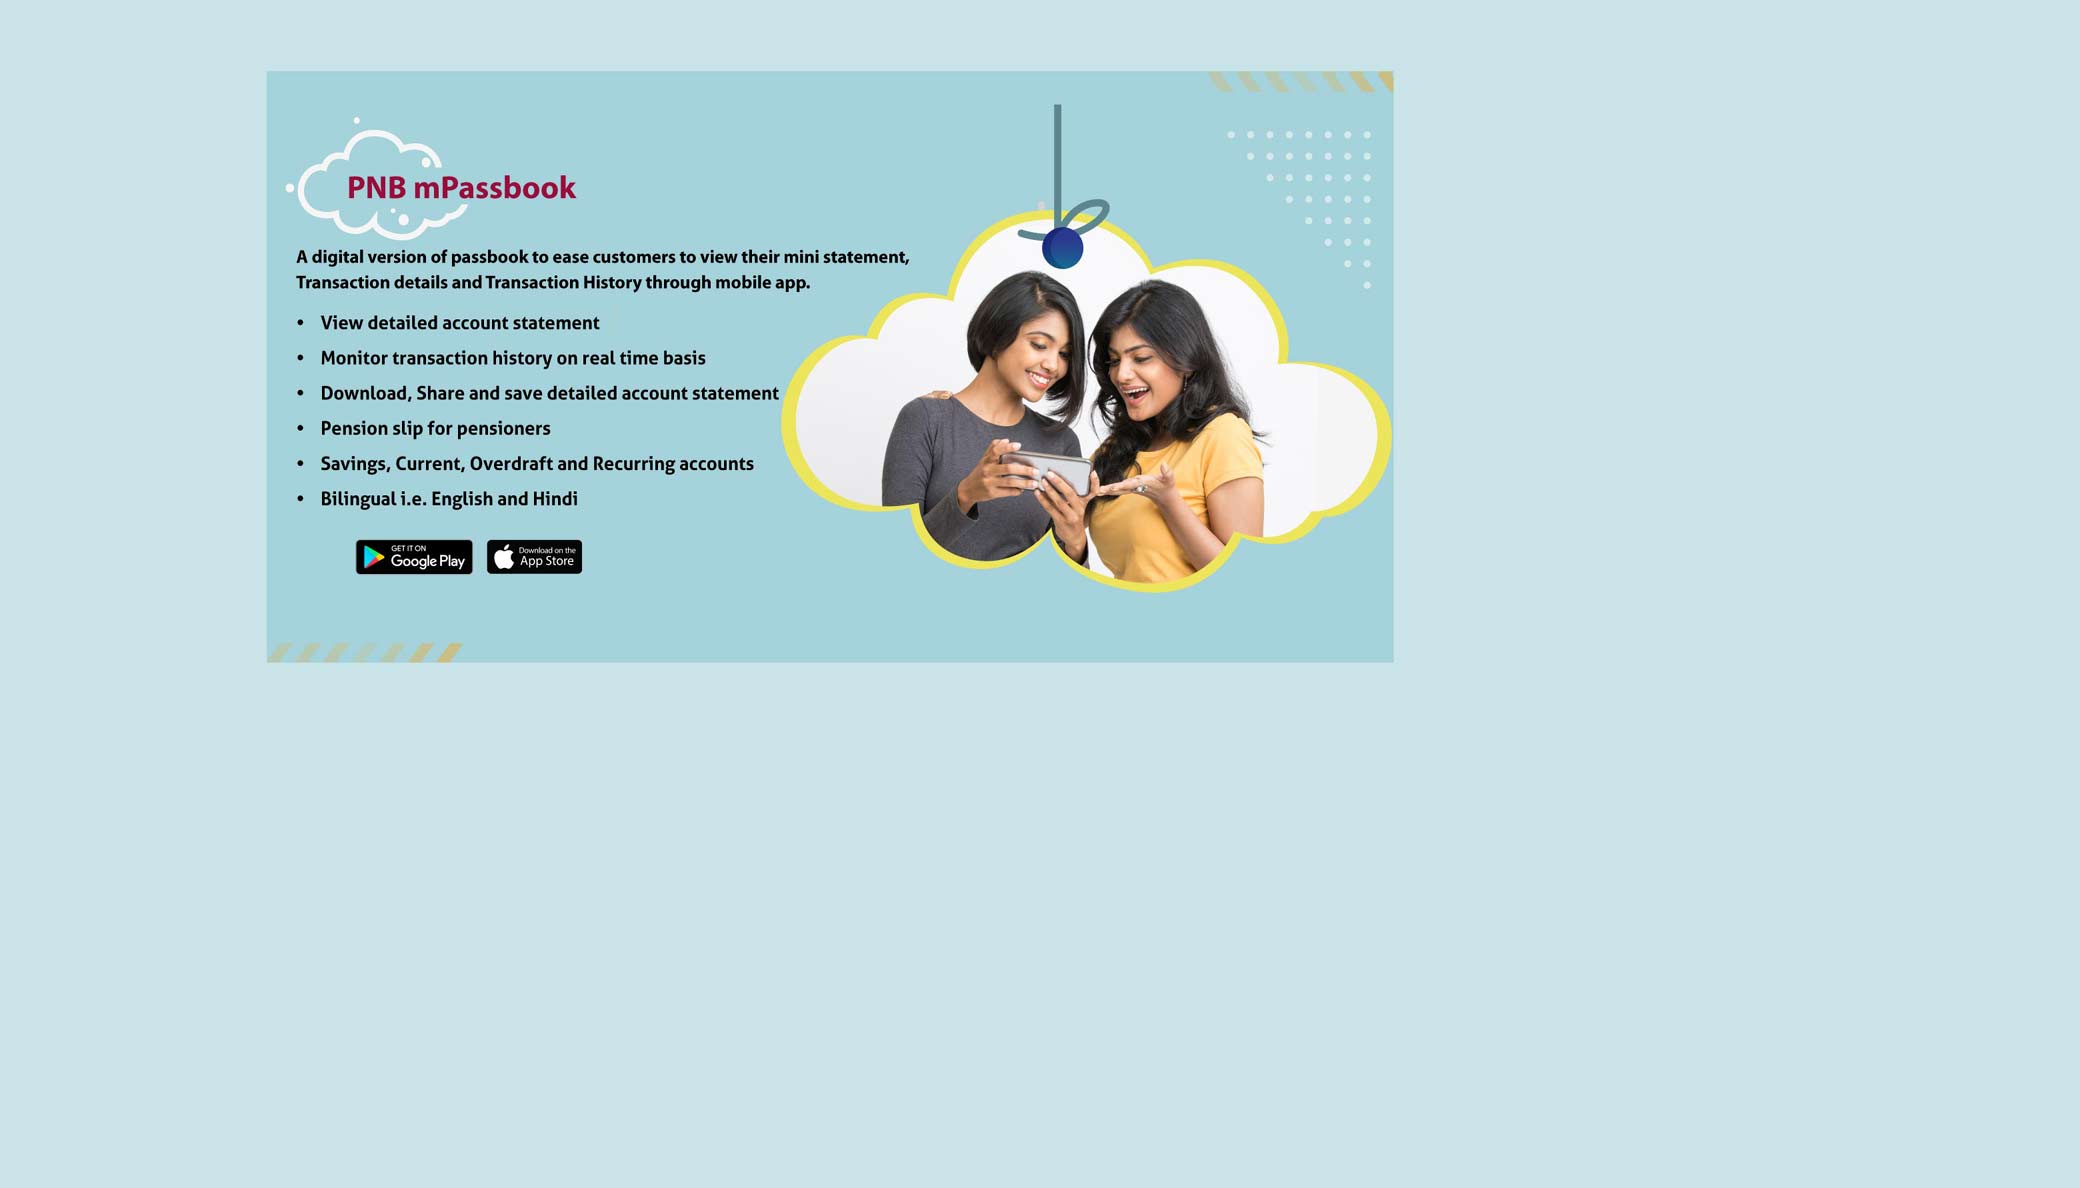 PNB mPassbook
A digital version of passbook to ease customers to view their mini statement,
Transaction details and Transaction History through mobile app.
• View detailed account statement
• Monitor transaction history on real time basis
• Download, Share and save detailed account statement
• Pension slip for pensioners
• Savings, Current, Overdraft and Recurring accounts
• Bilingual i.e. English and Hindi
GET IT ON
Google Play
Download on the
App Store